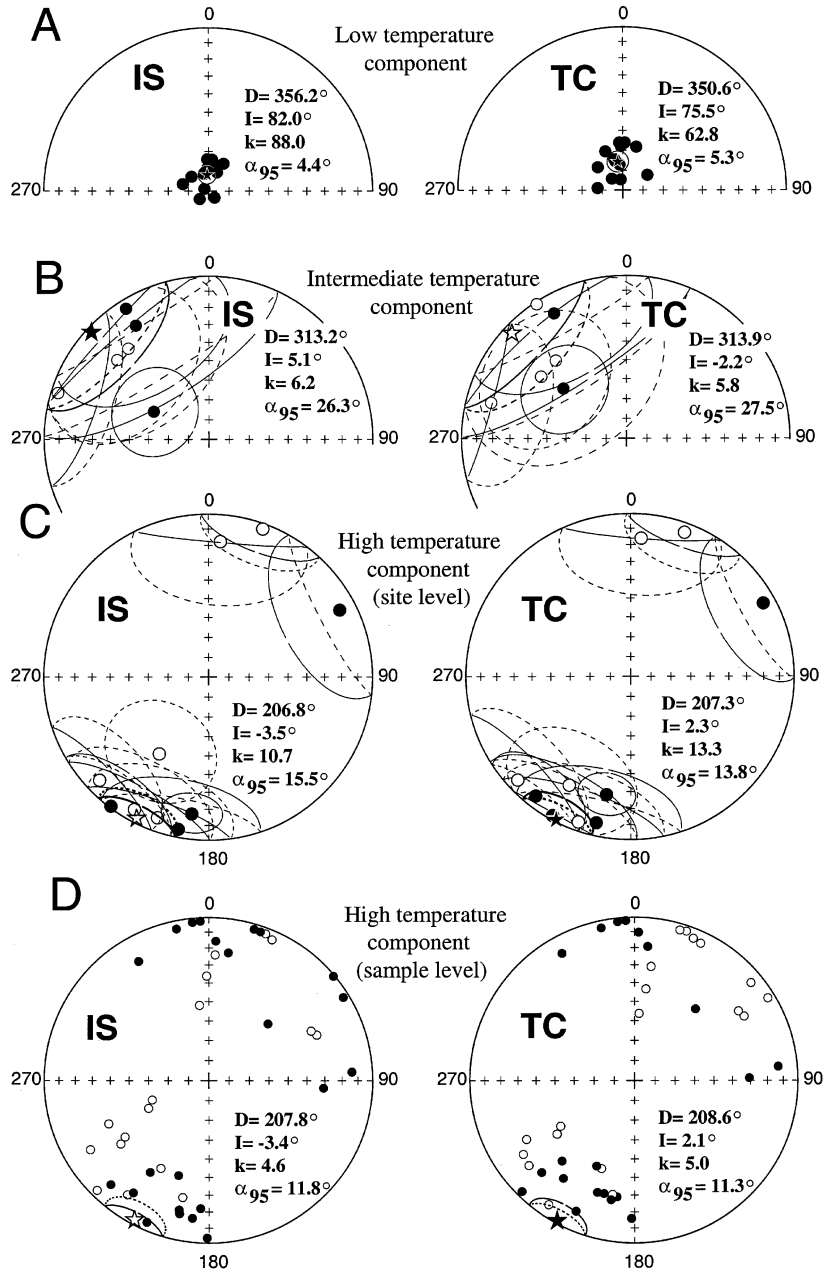 A
0
Low temperature
component
0
IS
D= 356.2°
I= 82.0°
k= 88.0
α95 = 4.4°
270
90
TC
D= 350.6°
I= 75.5°
k= 62.8
α95 = 5.3°
270
90
B
0
Intermediate temperature
component
0
IS
D= 313.2°
I= 5.1°
k= 6.2
α95 = 26.3°
270
90
TC
D= 313.9°
I= -2.2°
k= 5.8
α95 = 27.5°
270
90
C
0
High temperature
component
(site level)
0
IS
270
90
D= 206.8°
I= -3.5°
k= 10.7
α95 = 15.5°
180
TC
270
90
D= 207.3°
I= 2.3°
k= 13.3
α95 = 13.8°
180
D
0
High temperature
component
(sample level)
0
IS
270
90
D= 207.8°
I= -3.4°
k= 4.6
α95 = 11.8°
180
TC
270
90
D= 208.6°
I= 2.1°
k= 5.0
α95 = 11.3°
180